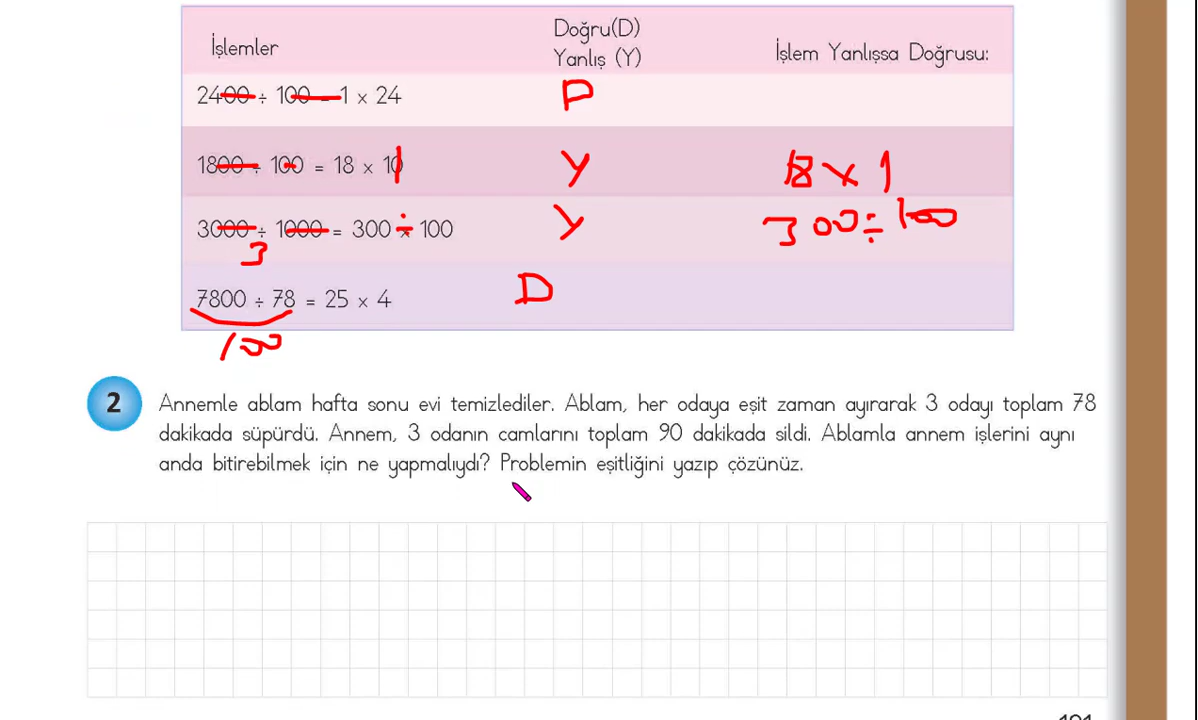 İşlemler
Doğru(D)
Yanlış (Y)
İşlem Yanlışsa Doğrusu:
2400 ÷ 100 = 1 x 24
D
1800 ÷ 100 = 18 x 10
1
Y
18 x 1
3000 ÷ 1000 = 300 x 100
÷
3
Y
300 ÷ 100
7800 ÷ 78 = 25 x 4
100
D
2
Annemle ablam hafta sonu evi temizlediler. Ablam, her odaya eşit zaman ayırarak 3 odayı toplam 78
dakikada süpürdü. Annem, 3 odanın camlarını toplam 90 dakikada sildi. Ablamla annem işlerini aynı
anda bitirebilmek için ne yapmalıydı? Problemin eşitliğini yazıp çözünüz.